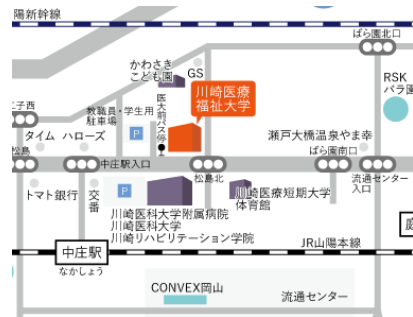 陽新幹線
ばら園北口
かわさき
こども園
GS
RSK
バラ園
川崎医療
福祉大学
教職員・学生用
駐車場
医大前バス停
P
タイム
ハローズ
瀬戸大橋温泉やま幸
松島
中庄駅入口
松島北
ばら園南口
流通センター
入口
トマト銀行
交番
P
川崎医療短期大学
体育館
川崎医科大学附属病院
川崎医科大学
川崎リハビリテーション学院
中庄駅
なかしょう
JR山陽本線
CONVEX岡山
流通センター